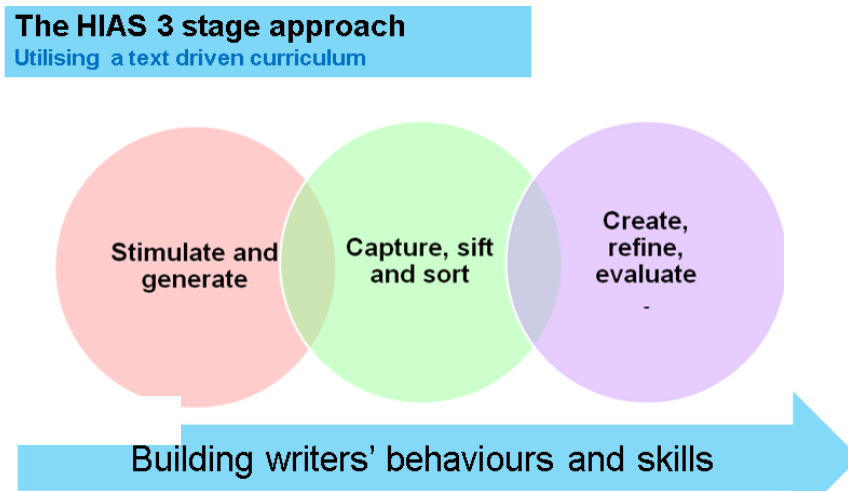 The HIAS 3 stage approach
Utilising a text driven curriculum
Stimulate and
generate
Capture, sift
and sort
Create,
refine,
evaluate
-
Building writers’ behaviours and skills